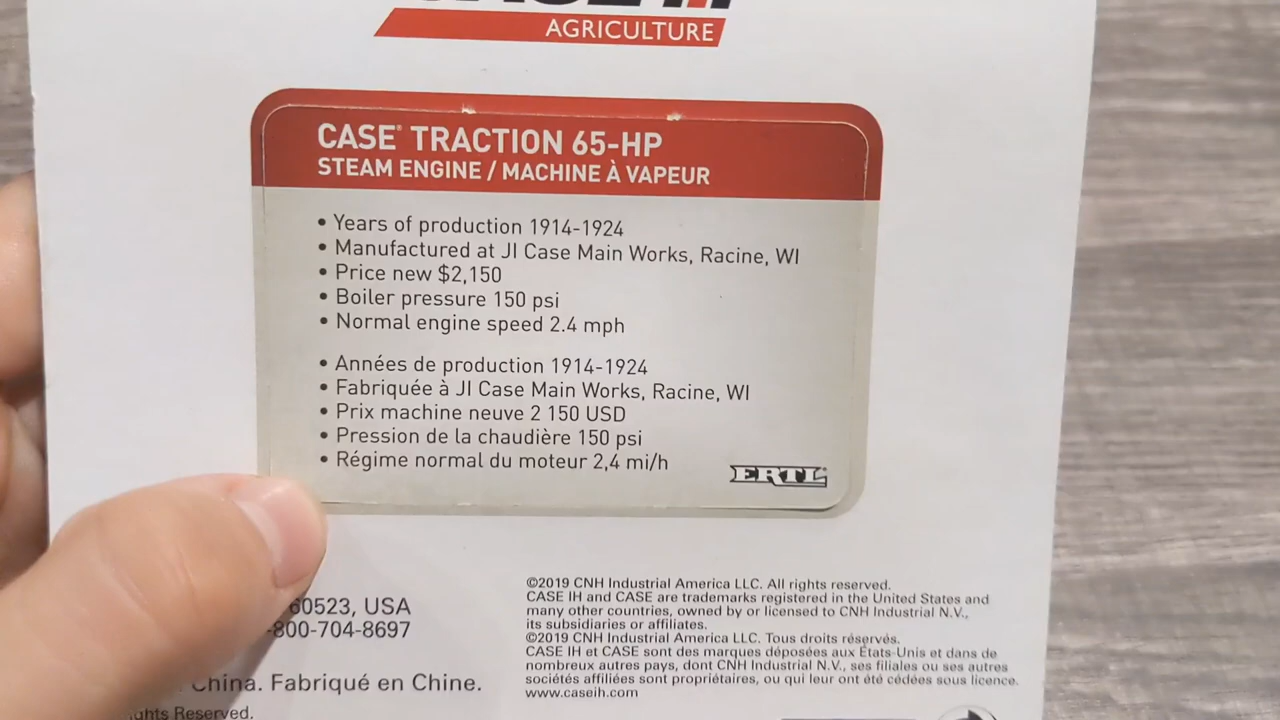 CASE IH
AGRICULTURE
CASE® TRACTION 65-HP
STEAM ENGINE / MACHINE À VAPEUR
• Years of production 1914-1924
• Manufactured at JI Case Main Works, Racine, WI
• Price new $2,150
• Boiler pressure 150 psi
• Normal engine speed 2.4 mph
• Années de production 1914-1924
• Fabriquée à JI Case Main Works, Racine, WI
• Prix machine neuve 2 150 USD
• Pression de la chaudière 150 psi
• Régime normal du moteur 2,4 mi/h
ERTL
60523, USA
-800-704-8697
China. Fabriqué en Chine.
Rights Reserved.
©2019 CNH Industrial America LLC. All rights reserved.
CASE IH and CASE are trademarks registered in the United States and
many other countries, owned by or licensed to CNH Industrial N.V.,
its subsidiaries or affiliates.
©2019 CNH Industrial America LLC. Tous droits réservés.
CASE IH et CASE sont des marques déposées aux États-Unis et dans de
nombreux autres pays, dont CNH Industrial N.V., ses filiales ou ses autres
sociétés affiliées sont propriétaires, ou qui leur ont été cédées sous licence.
www.caseih.com